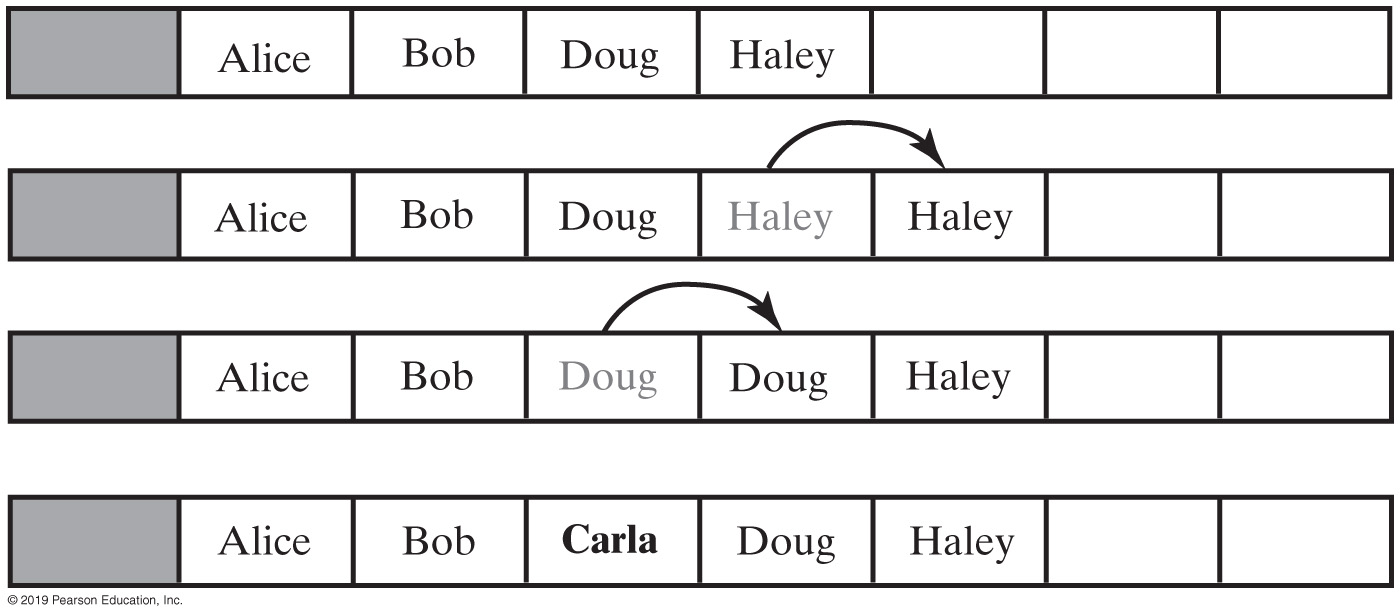 Alice Bob Doug Haley
Alice Bob Doug Haley Haley
Alice Bob Doug Doug Haley
Alice Bob Carla Doug Haley
© 2019 Pearson Education, Inc.